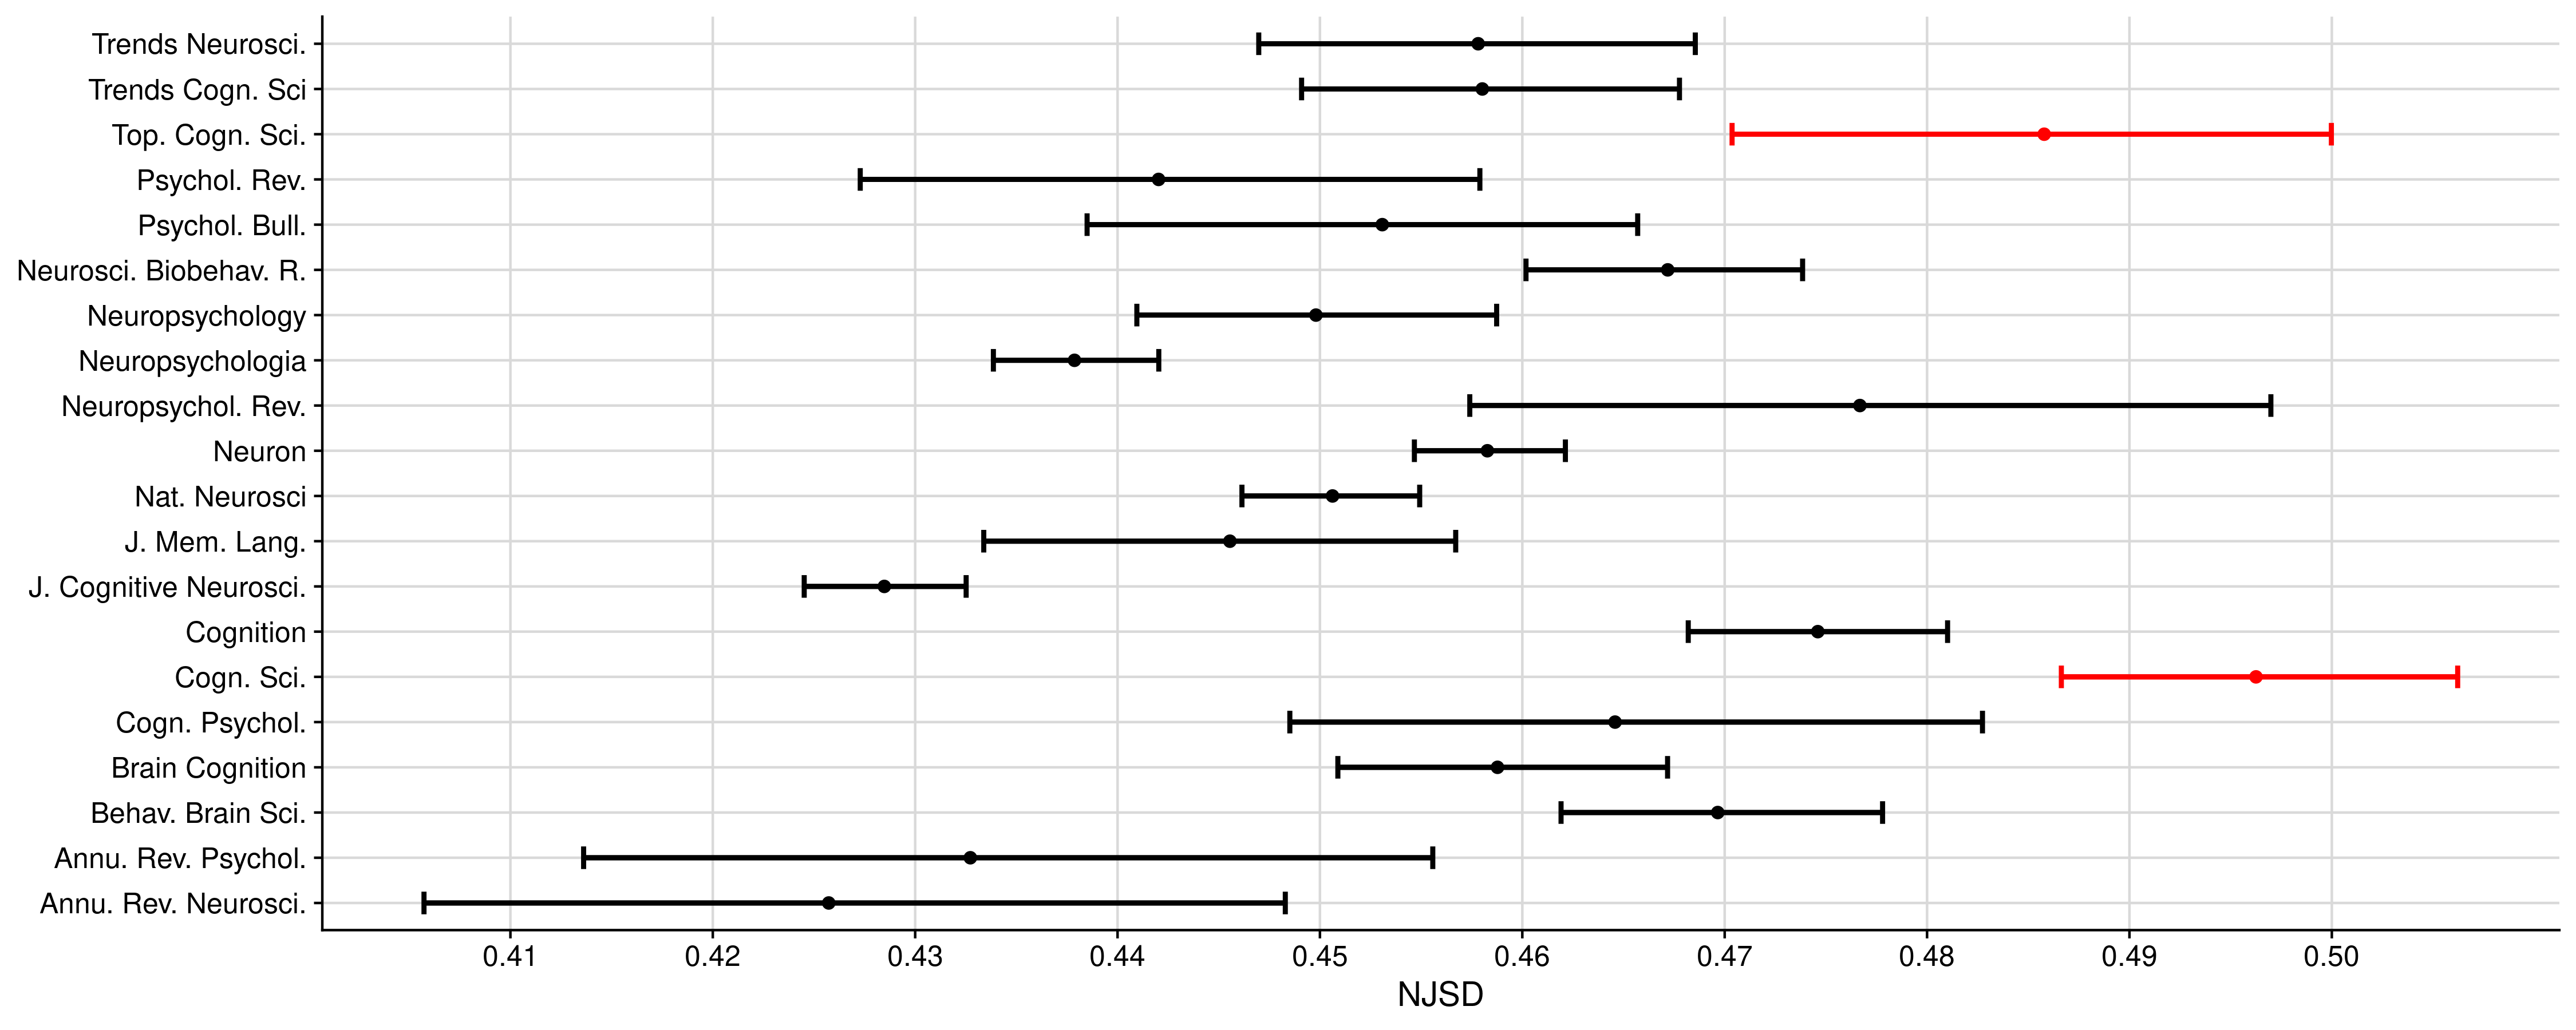 Trends Neurosci.
Trends Cogn. Sci
Top. Cogn. Sci.
Psychol. Rev.
Psychol. Bull.
Neurosci. Biobehav. R.
Neuropsychology
Neuropsychologia
Neuropsychol. Rev.
Neuron
Nat. Neurosci
J. Mem. Lang.
J. Cognitive Neurosci.
Cognition
Cogn. Sci.
Cogn. Psychol.
Brain Cognition
Behav. Brain Sci.
Annu. Rev. Psychol.
Annu. Rev. Neurosci.
0.41 0.42 0.43 0.44 0.45 0.46 0.47 0.48 0.49 0.50
NJSD